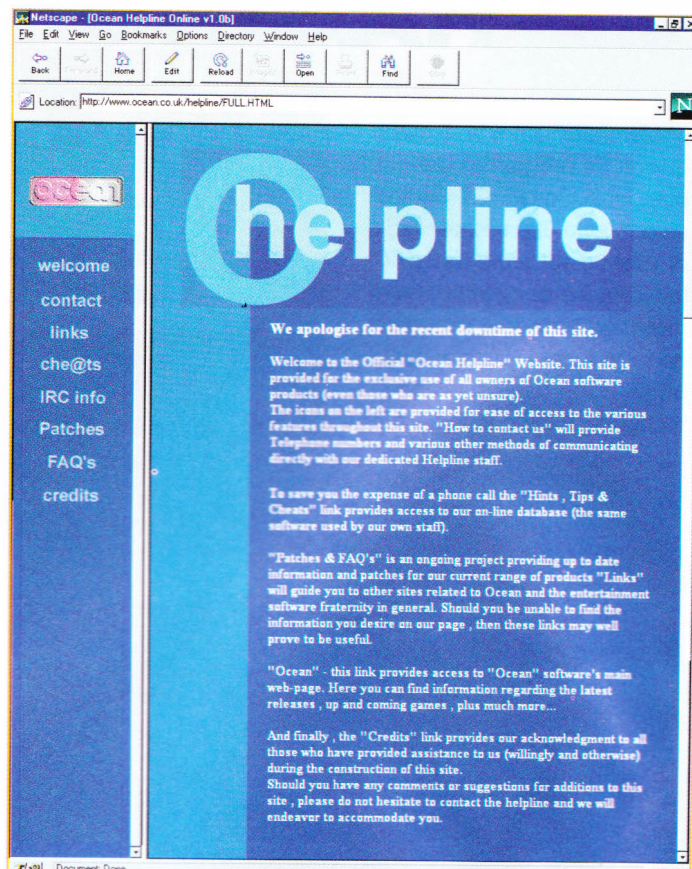 Netscape - [Ocean Helpline Online v1.0b]
File Edit View Go Bookmarks Options Directory Window Help
Back Forward Home Edit Reload Images Open Print Find Stop
Location: http://www.ocean.co.uk/helpline/FULL.HTML
N
ocean
welcome
contact
links
che@ts
IRC info
Patches
FAQ's
credits
O
helpline
We apologise for the recent downtime of this site.
Welcome to the Official "Ocean Helpline" Website. This site is
provided for the exclusive use of all owners of Ocean software
products (even those who are as yet unsure).
The icons on the left are provided for ease of access to the various
features throughout this site. "How to contact us" will provide
Telephone numbers and various other methods of communicating
directly with our dedicated Helpline staff.
To save you the expense of a phone call the "Hints , Tips &
Cheats" link provides access to our on-line database (the same
software used by our own staff).
"Patches & FAQ's" is an ongoing project providing up to date
information and patches for our current range of products "Links"
will guide you to other sites related to Ocean and the entertainment
software fraternity in general. Should you be unable to find the
information you desire on our page , then these links may well
prove to be useful.
"Ocean" - this link provides access to "Ocean" software's main
web-page. Here you can find information regarding the latest
releases , up and coming games , plus much more...
And finally , the "Credits" link provides our acknowledgment to all
those who have provided assistance to us (willingly and otherwise)
during the construction of this site.
Should you have any comments or suggestions for additions to this
site , please do not hesitate to contact the helpline and we will
endeavor to accommodate you.
Document: Done